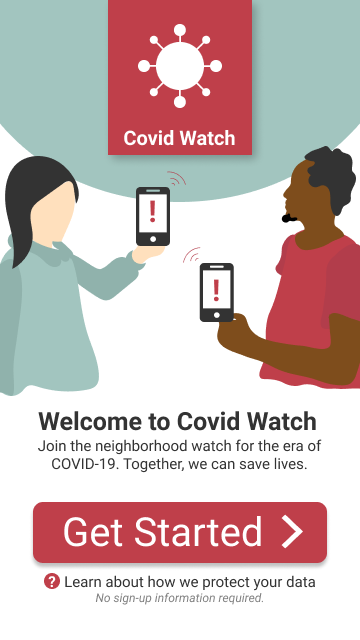 Covid Watch
!
!
Welcome to Covid Watch
Join the neighborhood watch for the era of
COVID-19. Together, we can save lives.
Get Started
? Learn about how we protect your data
No sign-up information required.